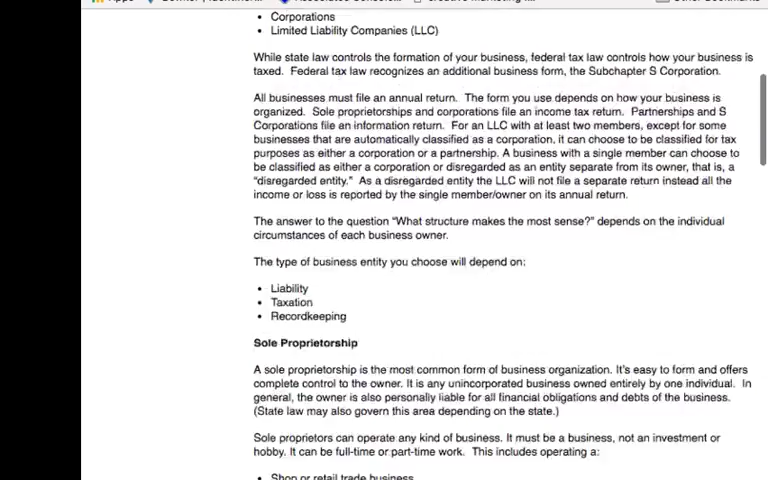 Apps
Corporations
Limited Liability Companies (LLC)
While state law controls the formation of your business, federal tax law controls how your business is
taxed. Federal tax law recognizes an additional business form, the Subchapter S Corporation.
All businesses must file an annual return. The form you use depends on how your business is
organized. Sole proprietorships and corporations file an income tax return. Partnerships and S
Corporations file an information return. For an LLC with at least two members, except for some
businesses that are automatically classified as a corporation, it can choose to be classified for tax
purposes as either a corporation or a partnership. A business with a single member can choose to
be classified as either a corporation or disregarded as an entity separate from its owner, that is, a
“disregarded entity.” As a disregarded entity the LLC will not file a separate return instead all the
income or loss is reported by the single member/owner on its annual return.
The answer to the question “What structure makes the most sense?” depends on the individual
circumstances of each business owner.
The type of business entity you choose will depend on:
Liability
Taxation
Recordkeeping
Sole Proprietorship
A sole proprietorship is the most common form of business organization. It's easy to form and offers
complete control to the owner. It is any unincorporated business owned entirely by one individual. In
general, the owner is also personally liable for all financial obligations and debts of the business.
(State law may also govern this area depending on the state.)
Sole proprietors can operate any kind of business. It must be a business, not an investment or
hobby. It can be full-time or part-time work. This includes operating a:
Shop or retail trade business